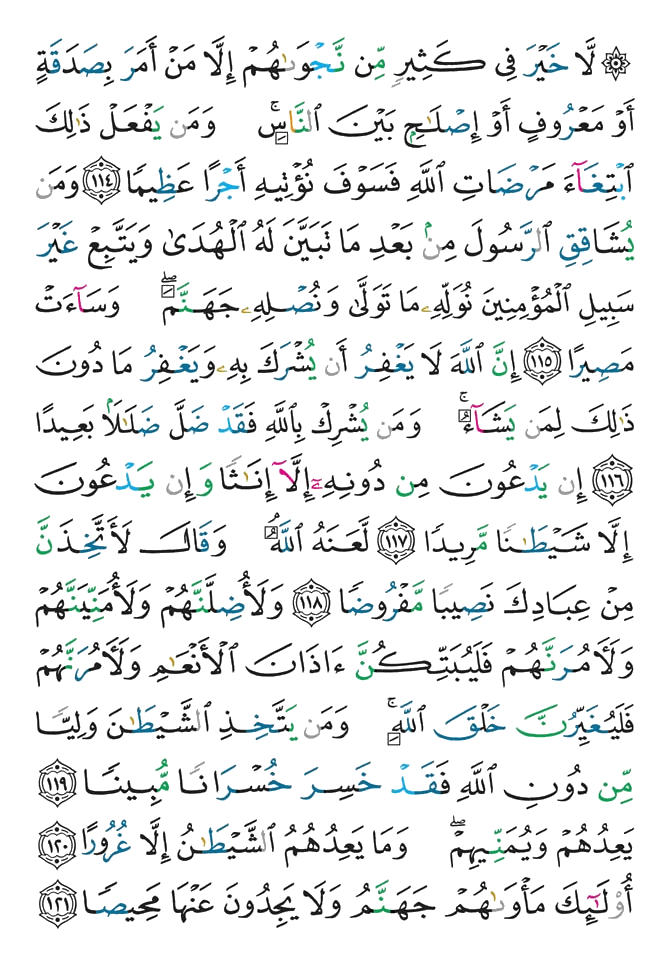 ۞ لَّا خَيْرَ فِي كَثِيرٍ مِّن نَّجْوَىٰهُمْ إِلَّا مَنْ أَمَرَ بِصَدَقَةٍ
أَوْ مَعْرُوفٍ أَوْ إِصْلَٰحٍۭ بَيْنَ ٱلنَّاسِۚ وَمَن يَفْعَلْ ذَٰلِكَ
ٱبْتِغَآءَ مَرْضَاتِ ٱللَّهِ فَسَوْفَ نُؤْتِيهِ أَجْرًا عَظِيمًا ١١٤ وَمَن
يُشَاقِقِ ٱلرَّسُولَ مِنۢ بَعْدِ مَا تَبَيَّنَ لَهُ ٱلْهُدَىٰ وَيَتَّبِعْ غَيْرَ
سَبِيلِ ٱلْمُؤْمِنِينَ نُوَلِّهِۦ مَا تَوَلَّىٰ وَنُصْلِهِۦ جَهَنَّمَۖ وَسَآءَتْ
مَصِيرًا ١١٥ إِنَّ ٱللَّهَ لَا يَغْفِرُ أَن يُشْرَكَ بِهِۦ وَيَغْفِرُ مَا دُونَ
ذَٰلِكَ لِمَن يَشَآءُۚ وَمَن يُشْرِكْ بِٱللَّهِ فَقَدْ ضَلَّ ضَلَٰلًۢا بَعِيدًا
١١٦ إِن يَدْعُونَ مِن دُونِهِۦٓ إِلَّآ إِنَٰثًا وَإِن يَدْعُونَ
إِلَّا شَيْطَٰنًا مَّرِيدًا ١١٧ لَّعَنَهُ ٱللَّهُۘ وَقَالَ لَأَتَّخِذَنَّ
مِنْ عِبَادِكَ نَصِيبًا مَّفْرُوضًا ١١٨ وَلَأُضِلَّنَّهُمْ وَلَأُمَنِّيَنَّهُمْ
وَلَءَامُرَنَّهُمْ فَلَيُبَتِّكُنَّ ءَاذَانَ ٱلْأَنْعَٰمِ وَلَءَامُرَنَّهُمْ
فَلَيُغَيِّرُنَّ خَلْقَ ٱللَّهِۚ وَمَن يَتَّخِذِ ٱلشَّيْطَٰنَ وَلِيًّا
مِّن دُونِ ٱللَّهِ فَقَدْ خَسِرَ خُسْرَانًا مُّبِينًا ١١٩
يَعِدُهُمْ وَيُمَنِّيهِمْۖ وَمَا يَعِدُهُمُ ٱلشَّيْطَٰنُ إِلَّا غُرُورًا ١٢٠
أُوْلَٰٓئِكَ مَأْوَىٰهُمْ جَهَنَّمُ وَلَا يَجِدُونَ عَنْهَا مَحِيصًا ١٢١